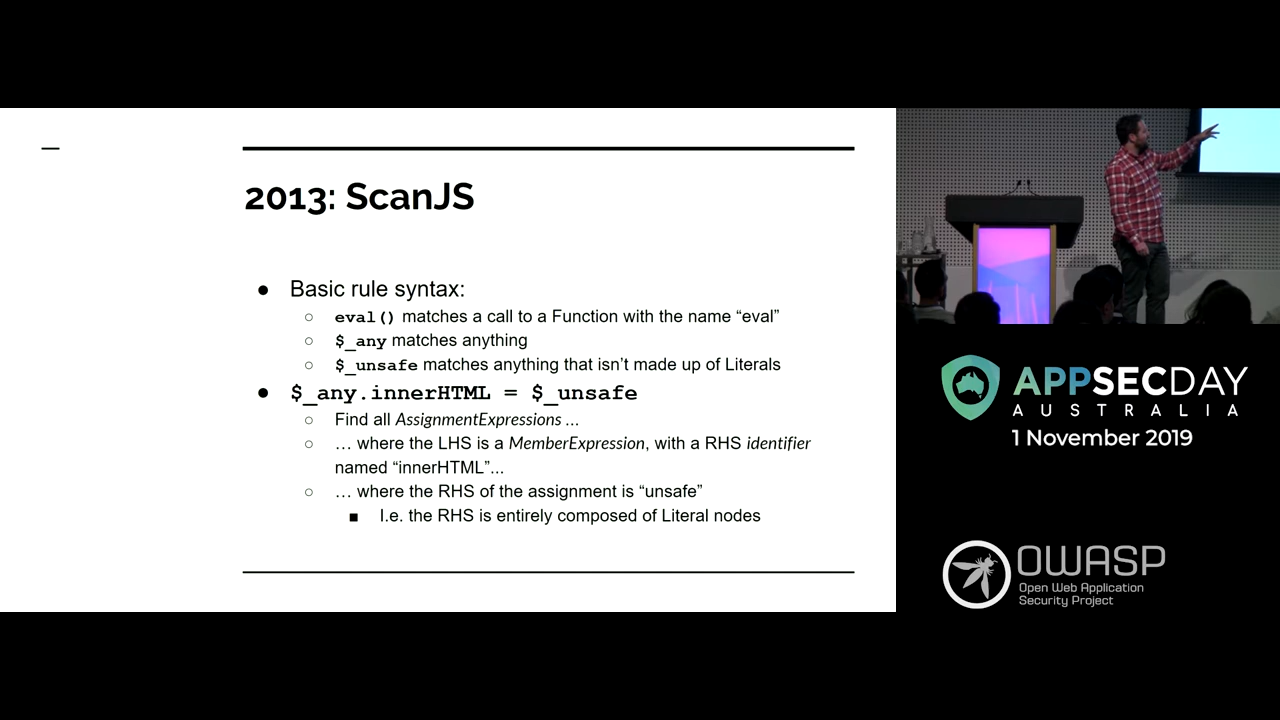 2013: ScanJS
● Basic rule syntax:
○ eval() matches a call to a Function with the name “eval”
○ $_any matches anything
○ $_unsafe matches anything that isn’t made up of Literals
● $_any.innerHTML = $_unsafe
○ Find all AssignmentExpressions ...
○ … where the LHS is a MemberExpression, with a RHS identifier
named “innerHTML”...
○ … where the RHS of the assignment is “unsafe”
■ I.e. the RHS is entirely composed of Literal nodes
APPSECDAY
AUSTRALIA
1 November 2019
OWASP
Open Web Application
Security Project